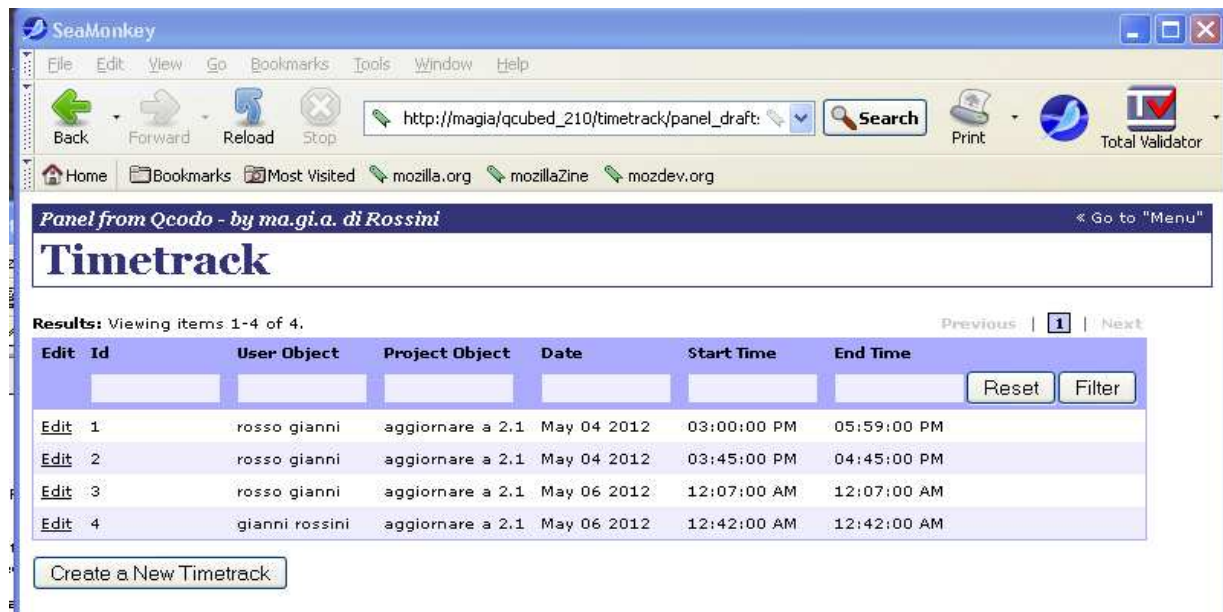 SeaMonkey
File Edit View Go Bookmarks Tools Window Help
Back Forward Reload Stop http://magia/qcubed_210/timetrack/panel_draft: Search Print Total Validator
Home Bookmarks Most Visited mozilla.org mozillaZine mozdev.org
Panel from Qcodo - by ma.gi.a. di Rossini « Go to "Menu"
Timetrack
Results: Viewing items 1-4 of 4. Previous | 1 | Next
Edit Id User Object Project Object Date Start Time End Time
Reset Filter
Edit 1 rosso gianni aggiornare a 2.1 May 04 2012 03:00:00 PM 05:59:00 PM
Edit 2 rosso gianni aggiornare a 2.1 May 04 2012 03:45:00 PM 04:45:00 PM
Edit 3 rosso gianni aggiornare a 2.1 May 06 2012 12:07:00 AM 12:07:00 AM
Edit 4 gianni rossini aggiornare a 2.1 May 06 2012 12:42:00 AM 12:42:00 AM
Create a New Timetrack